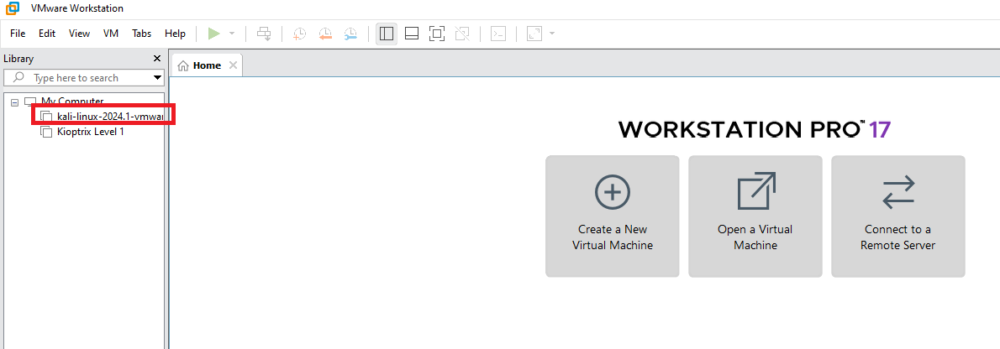 VMware Workstation
File Edit View VM Tabs Help
Library
Type here to search
My Computer
kali-linux-2024.1-vmwar
Kioptrix Level 1
Home
WORKSTATION PRO™ 17
Create a New
Virtual Machine
Open a Virtual
Machine
Connect to a
Remote Server